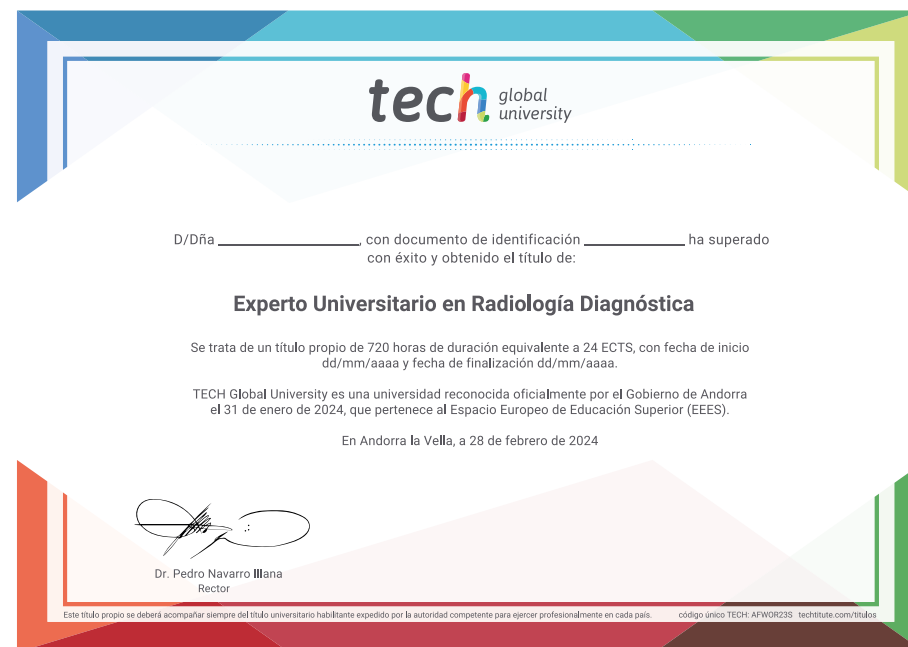 tech global university
D/Dña ____________________, con documento de identificación ______________ ha superado
con éxito y obtenido el título de:
Experto Universitario en Radiología Diagnóstica
Se trata de un título propio de 720 horas de duración equivalente a 24 ECTS, con fecha de inicio
dd/mm/aaaa y fecha de finalización dd/mm/aaaa.
TECH Global University es una universidad reconocida oficialmente por el Gobierno de Andorra
el 31 de enero de 2024, que pertenece al Espacio Europeo de Educación Superior (EEES).
En Andorra la Vella, a 28 de febrero de 2024
Dr. Pedro Navarro Illana
Rector
Este título propio se deberá acompañar siempre del título universitario habilitante expedido por la autoridad competente para ejercer profesionalmente en cada país. código único TECH: AFWOR23S techtitute.com/titulos